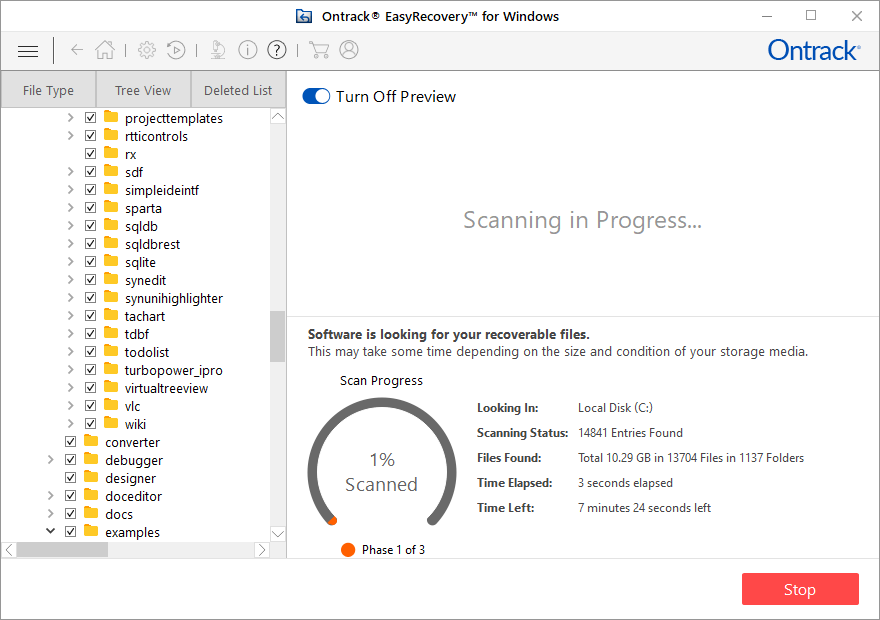 Ontrack® EasyRecovery™ for Windows
Ontrack®
File Type
Tree View
Deleted List
projecttemplates
rtticontrols
rx
sdf
simpleideintf
sparta
sqldb
sqldbrest
sqlite
synedit
synunihighlighter
tachart
tdbf
todolist
turbopower_ipro
virtualtreeview
vlc
wiki
converter
debugger
designer
doceditor
docs
examples
Turn Off Preview
Scanning in Progress...
Software is looking for your recoverable files.
This may take some time depending on the size and condition of your storage media.
Scan Progress
1%
Scanned
Phase 1 of 3
Looking In: Local Disk (C:)
Scanning Status: 14841 Entries Found
Files Found: Total 10.29 GB in 13704 Files in 1137 Folders
Time Elapsed: 3 seconds elapsed
Time Left: 7 minutes 24 seconds left
Stop